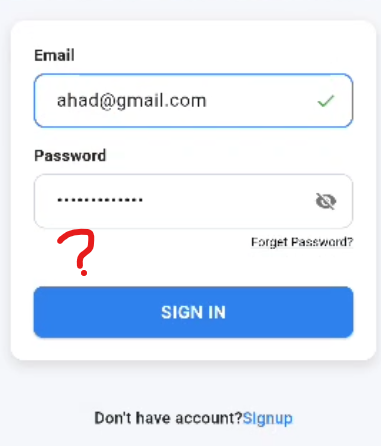 Email
ahad@gmail.com
Password
•••••••••••••
?
Forget Password?
SIGN IN
Don't have account?Signup